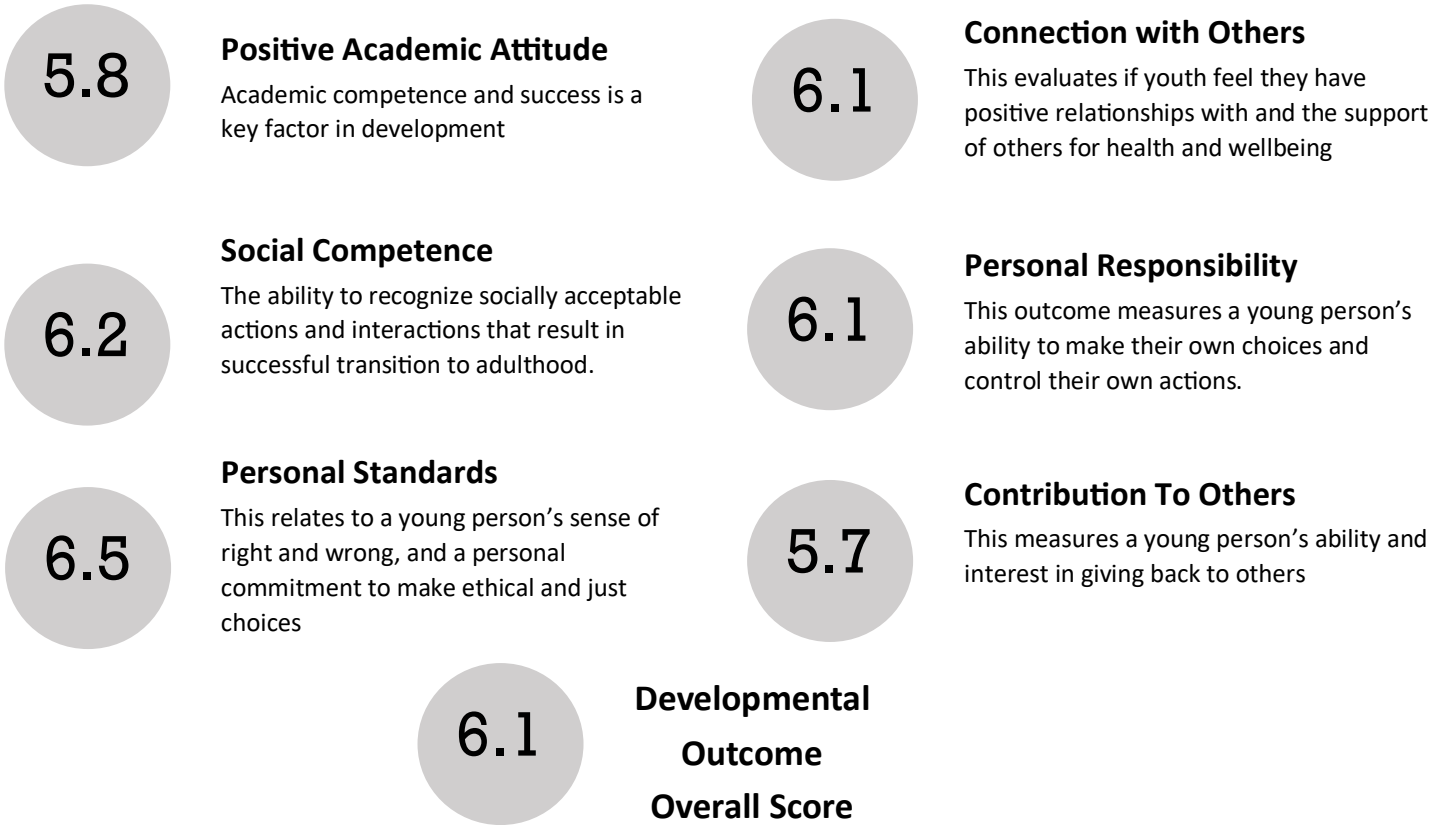 5.8
Positive Academic Attitude
Academic competence and success is a
key factor in development
6.1
Connection with Others
This evaluates if youth feel they have
positive relationships with and the support
of others for health and wellbeing
6.2
Social Competence
The ability to recognize socially acceptable
actions and interactions that result in
successful transition to adulthood.
6.1
Personal Responsibility
This outcome measures a young person’s
ability to make their own choices and
control their own actions.
6.5
Personal Standards
This relates to a young person’s sense of
right and wrong, and a personal
commitment to make ethical and just
choices
5.7
Contribution To Others
This measures a young person’s ability and
interest in giving back to others
6.1
Developmental
Outcome
Overall Score